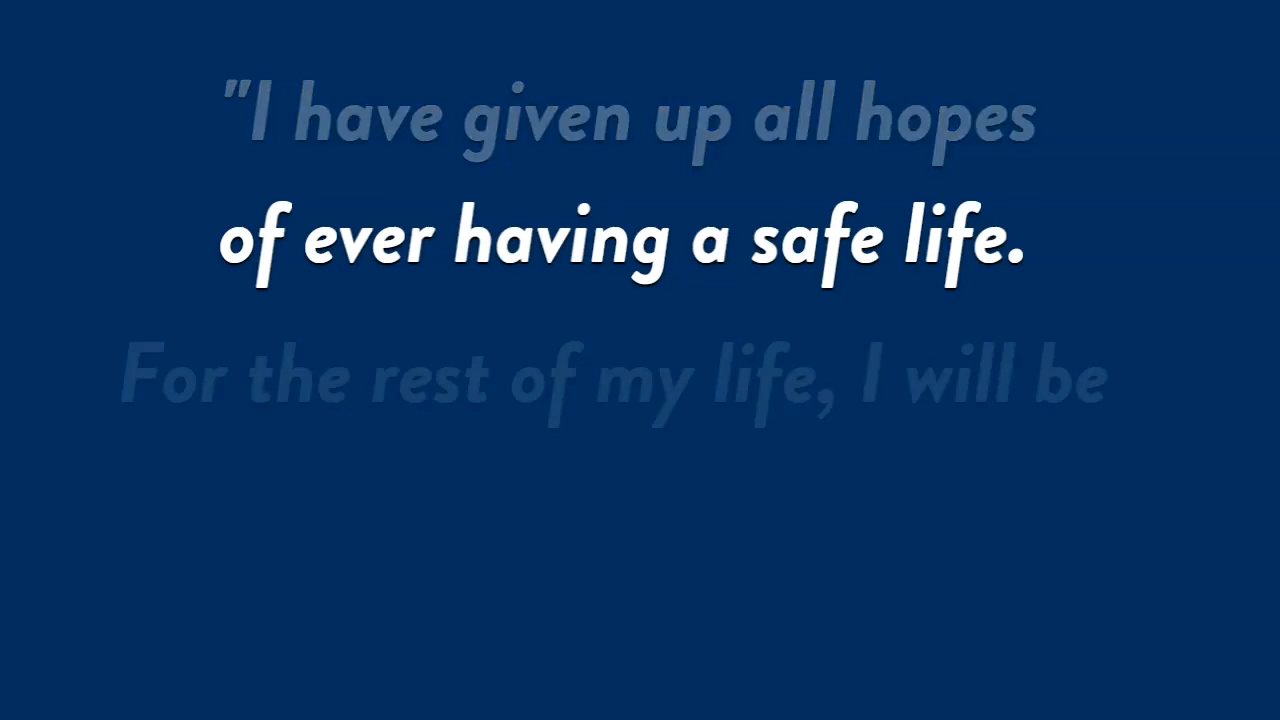 "I have given up all hopes
of ever having a safe life.
For the rest of my life, I will be